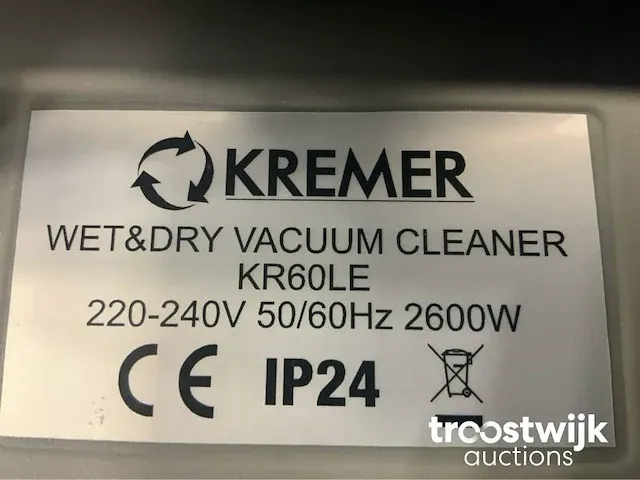 KREMER
WET&DRY VACUUM CLEANER
KR60LE
220-240V 50/60Hz 2600W
CE IP24
troostwijk
auctions